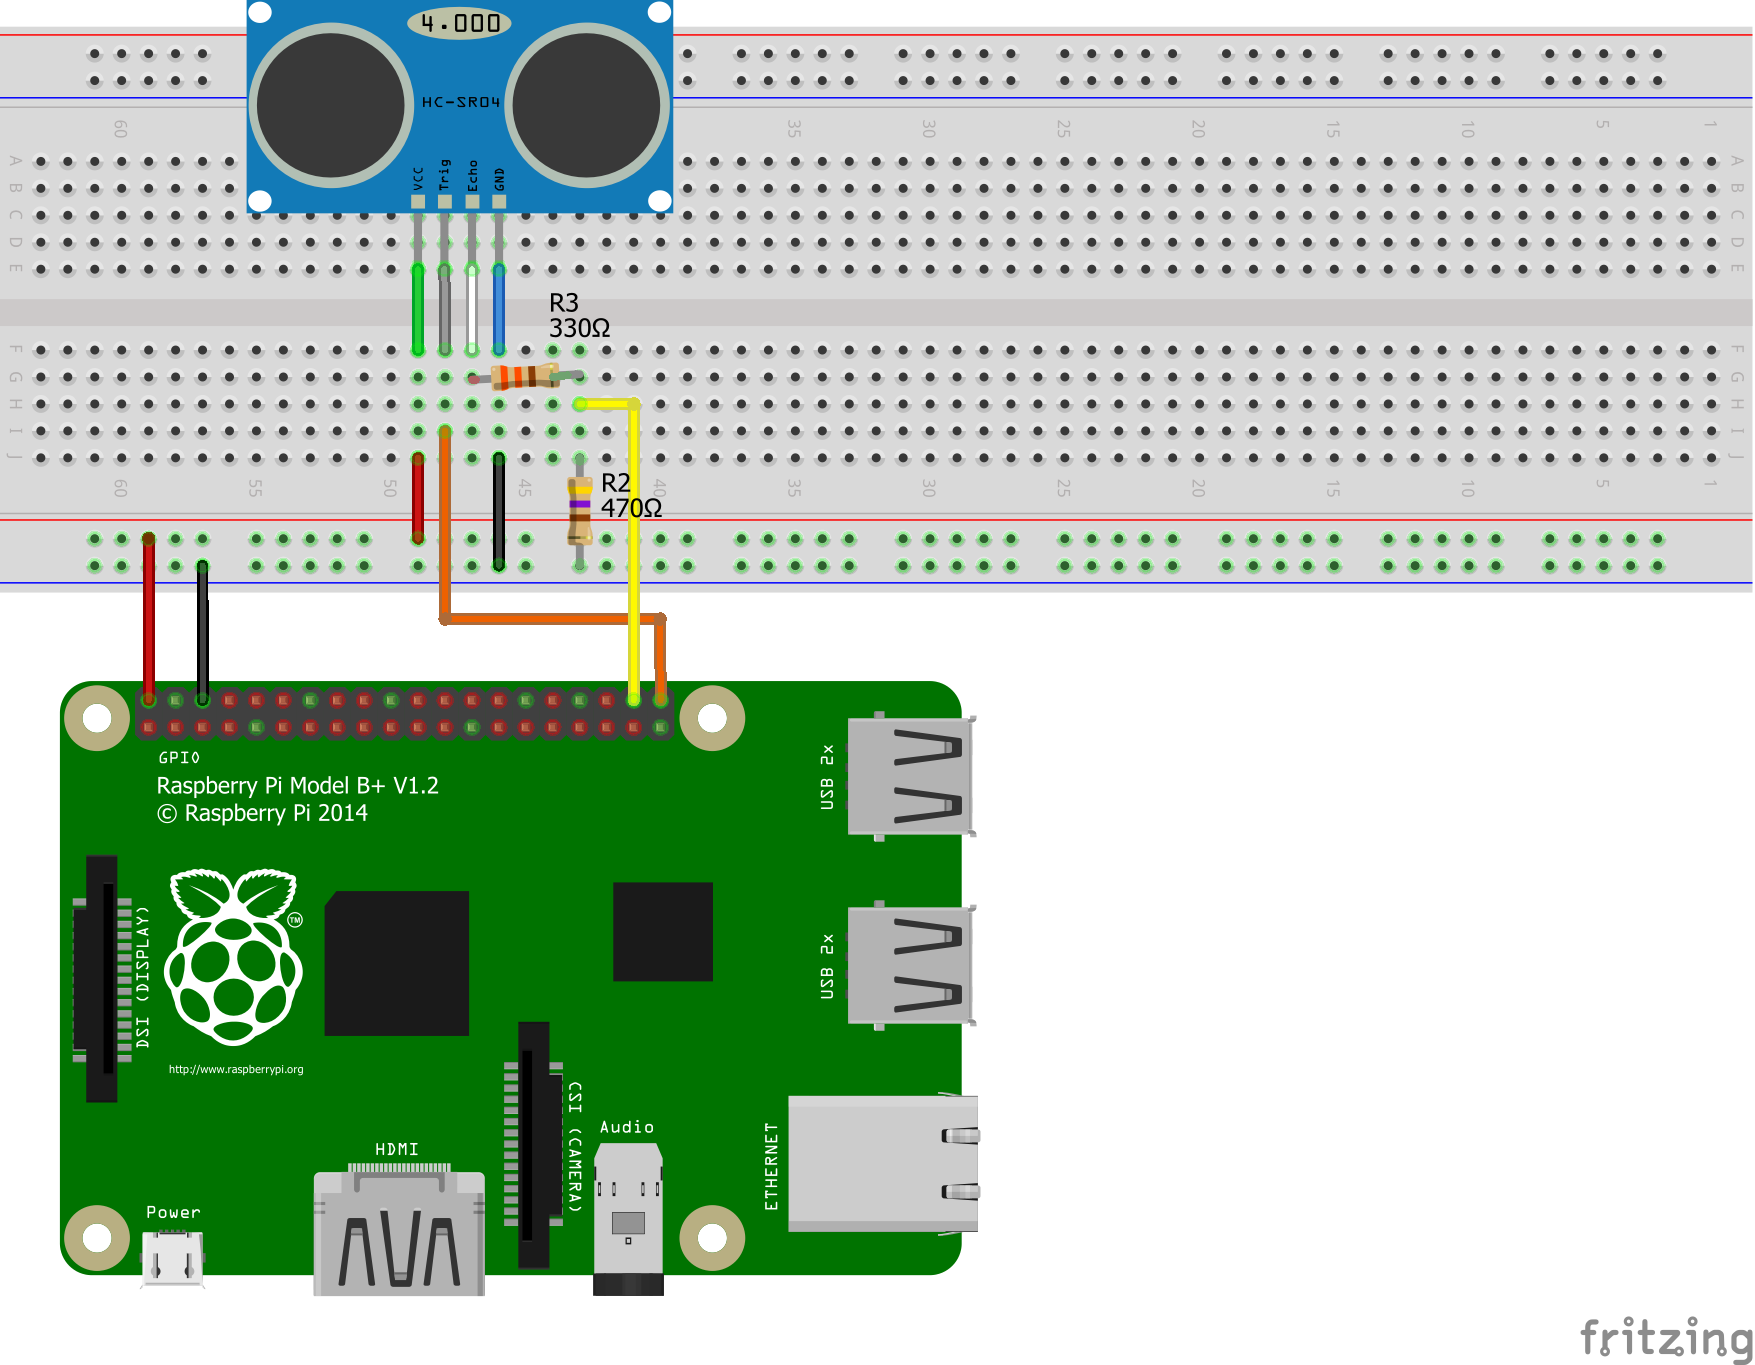 4.000
HC-SR04
VCC
Trig
Echo
GND
60
35
30
25
20
15
10
5
1
A
B
C
D
E
A
B
C
D
E
R3
330Ω
F
G
H
I
J
F
G
H
I
J
60
55
50
45
40
35
30
25
20
15
10
5
1
R2
470Ω
GPIO
Raspberry Pi Model B+ V1.2
© Raspberry Pi 2014
USB 2x
DSI (DISPLAY)
TM
USB 2x
http://www.raspberrypi.org
CSI (CAMERA)
Audio
ETHERNET
HDMI
Power
fritzing